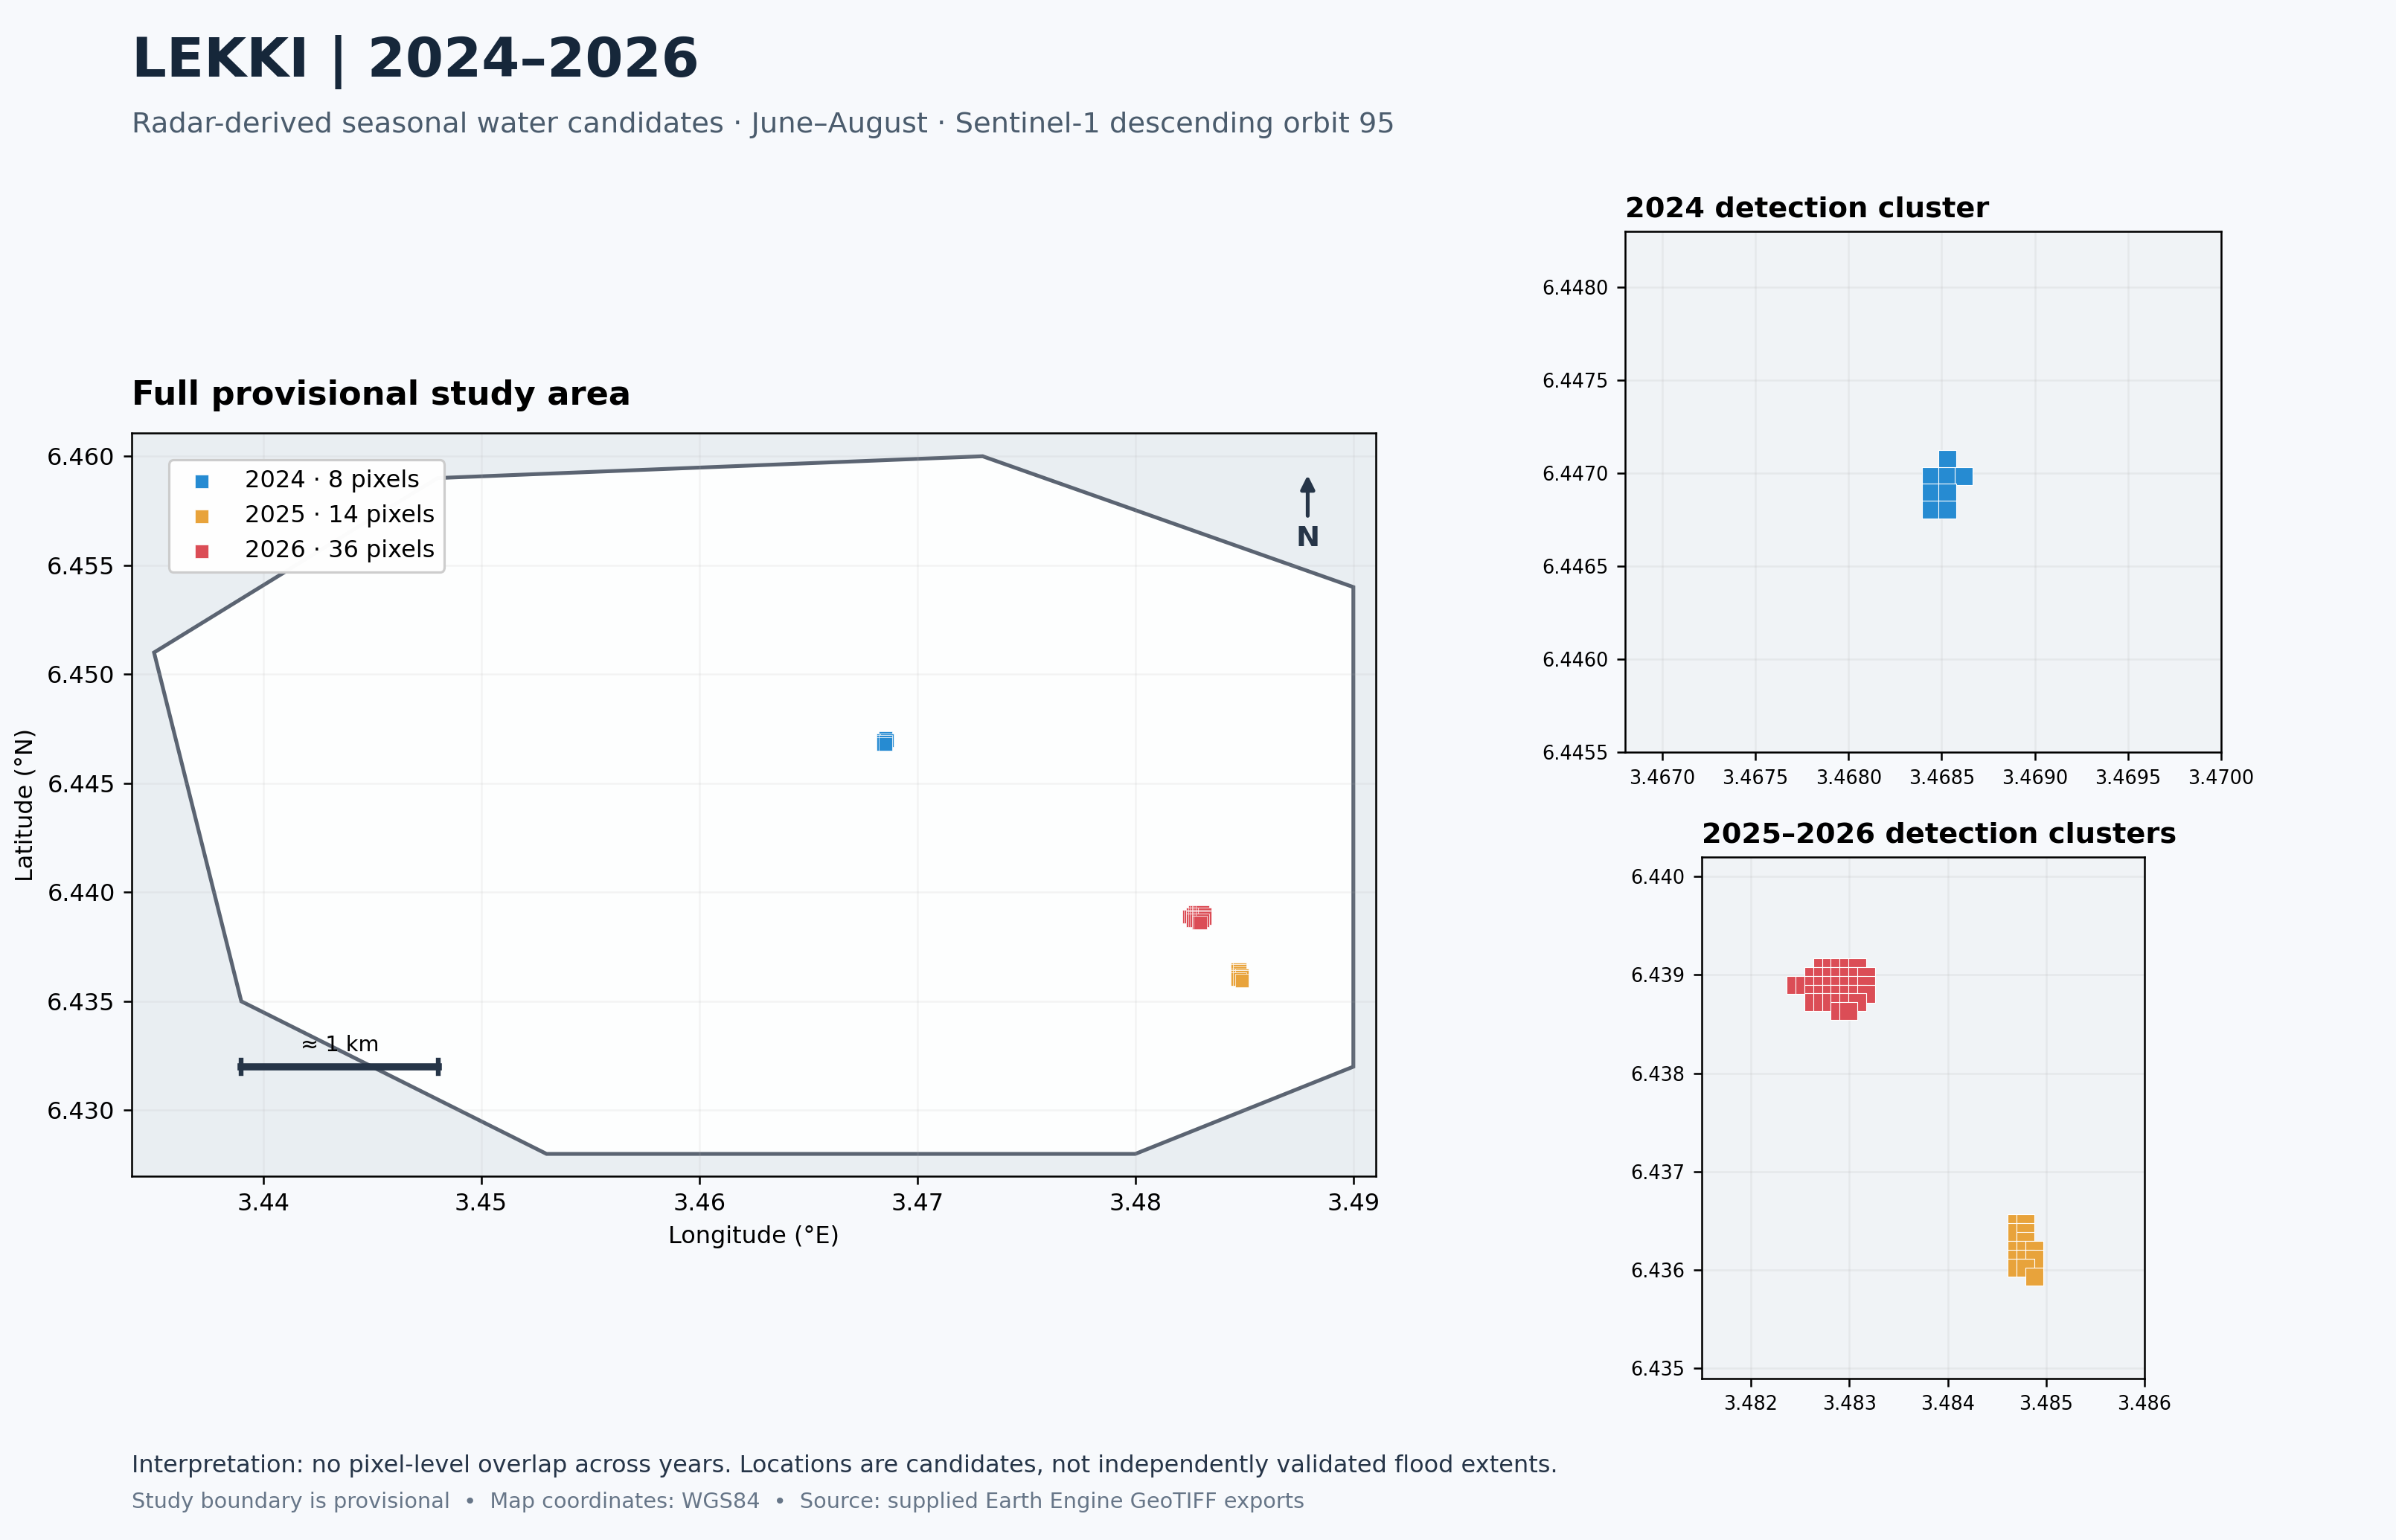 LEKKI | 2024–2026
Radar-derived seasonal water candidates · June–August · Sentinel-1 descending orbit 95
Full provisional study area
6.460
6.455
6.450
6.445
6.440
6.435
6.430
Latitude (°N)
2024 · 8 pixels
2025 · 14 pixels
2026 · 36 pixels
N
≈ 1 km
3.44 3.45 3.46 3.47 3.48 3.49
Longitude (°E)
2024 detection cluster
6.4480
6.4475
6.4470
6.4465
6.4460
6.4455
3.4670 3.4675 3.4680 3.4685 3.4690 3.4695 3.4700
2025–2026 detection clusters
6.440
6.439
6.438
6.437
6.436
6.435
3.482 3.483 3.484 3.485 3.486
Interpretation: no pixel-level overlap across years. Locations are candidates, not independently validated flood extents.
Study boundary is provisional • Map coordinates: WGS84 • Source: supplied Earth Engine GeoTIFF exports